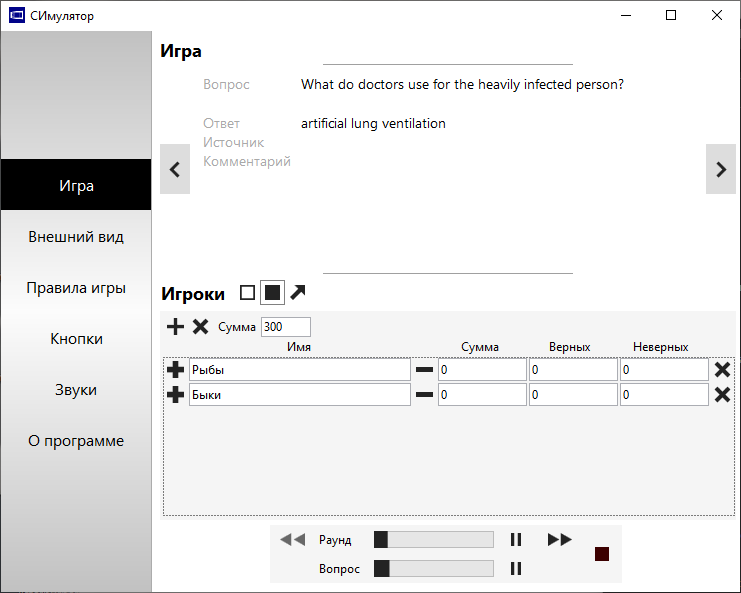 СИмулятор
Игра
Вопрос What do doctors use for the heavily infected person?
Ответ artificial lung ventilation
Источник
Комментарий
Игра
Внешний вид
Правила игры
Кнопки
Звуки
О программе
Игроки
Сумма 300
Имя Сумма Верных Неверных
Рыбы 0 0 0
Быки 0 0 0
Раунд
Вопрос